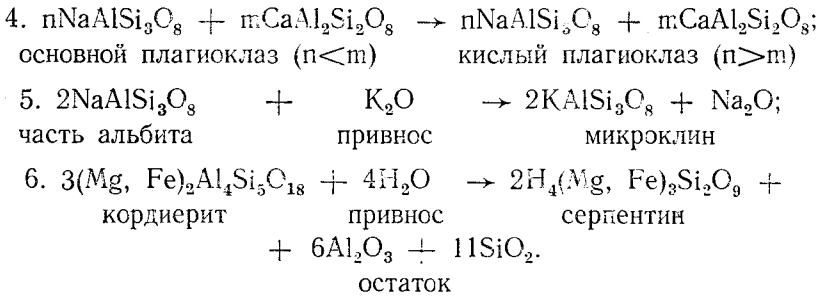 4. nNaAlSi₃O₈ + mCaAl₂Si₂O₈ → nNaAlSi₃O₈ + mCaAl₂Si₂O₈;
основной плагиоклаз (n<m) кислый плагиоклаз (n>m)
5. 2NaAlSi₃O₈ + K₂O → 2KAlSi₃O₈ + Na₂O;
часть альбита привнос микроклин
6. 3(Mg, Fe)₂Al₄Si₅O₁₈ + 4H₂O → 2H₄(Mg, Fe)₃Si₂O₉ +
кордиерит привнос серпентин
+ 6Al₂O₃ + 11SiO₂.
остаток